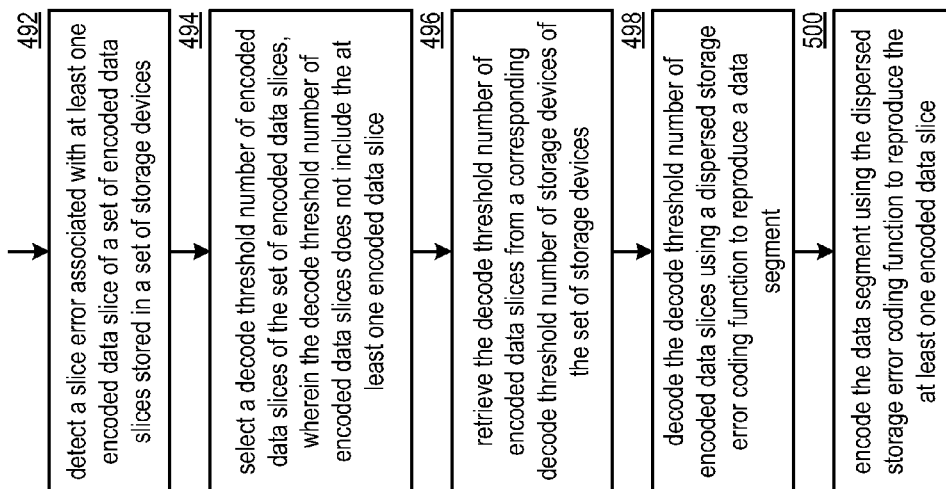 492
detect a slice error associated with at least one
encoded data slice of a set of encoded data
slices stored in a set of storage devices
494
select a decode threshold number of encoded
data slices of the set of encoded data slices,
wherein the decode threshold number of
encoded data slices does not include the at
least one encoded data slice
496
retrieve the decode threshold number of
encoded data slices from a corresponding
decode threshold number of storage devices of
the set of storage devices
498
decode the decode threshold number of
encoded data slices using a dispersed storage
error coding function to reproduce a data
segment
500
encode the data segment using the dispersed
storage error coding function to reproduce the
at least one encoded data slice